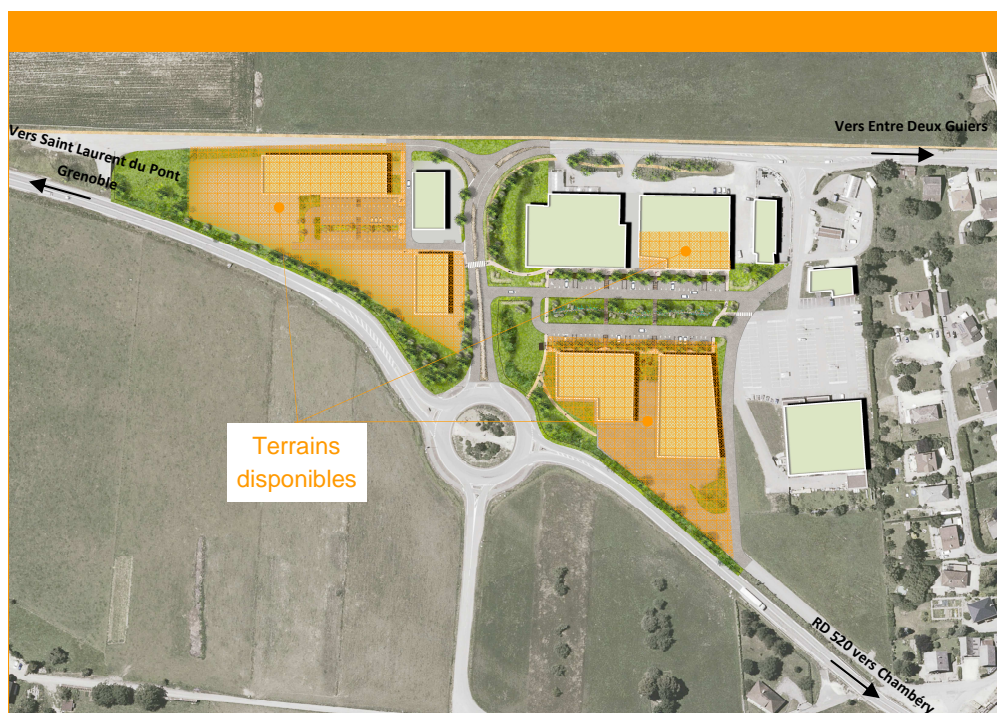 Vers Entre Deux Guiers
Vers Saint Laurent du Pont
Grenoble
Terrains
disponibles
RD 520 vers Chambéry